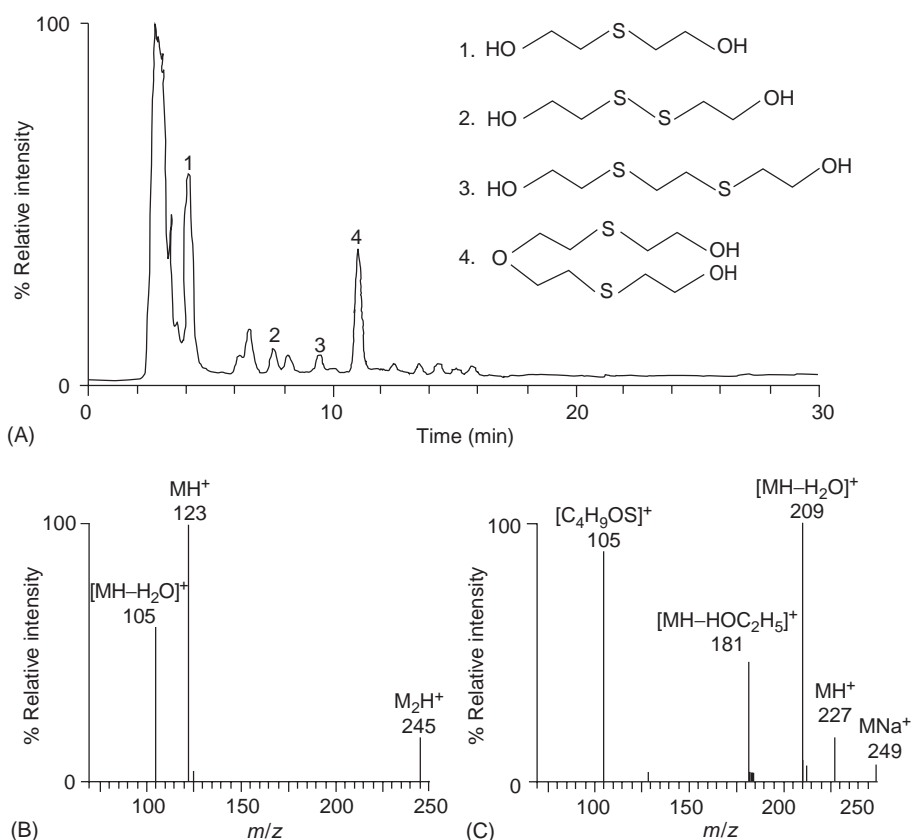 100
% Relative intensity
0
1
2
3
4
0
10
20
30
Time (min)
(A)
1. HO S OH
2. HO S S OH
3. HO S S OH
4. O S OH S OH
MH+
123
100
[MH–H2O]+
105
M2H+
245
% Relative intensity
0
100
150
200
250
m/z
(B)
[MH–H2O]+
209
100
[C4H9OS]+
105
[MH–HOC2H5]+
181
MH+
227
MNa+
249
% Relative intensity
0
100
150
200
250
m/z
(C)